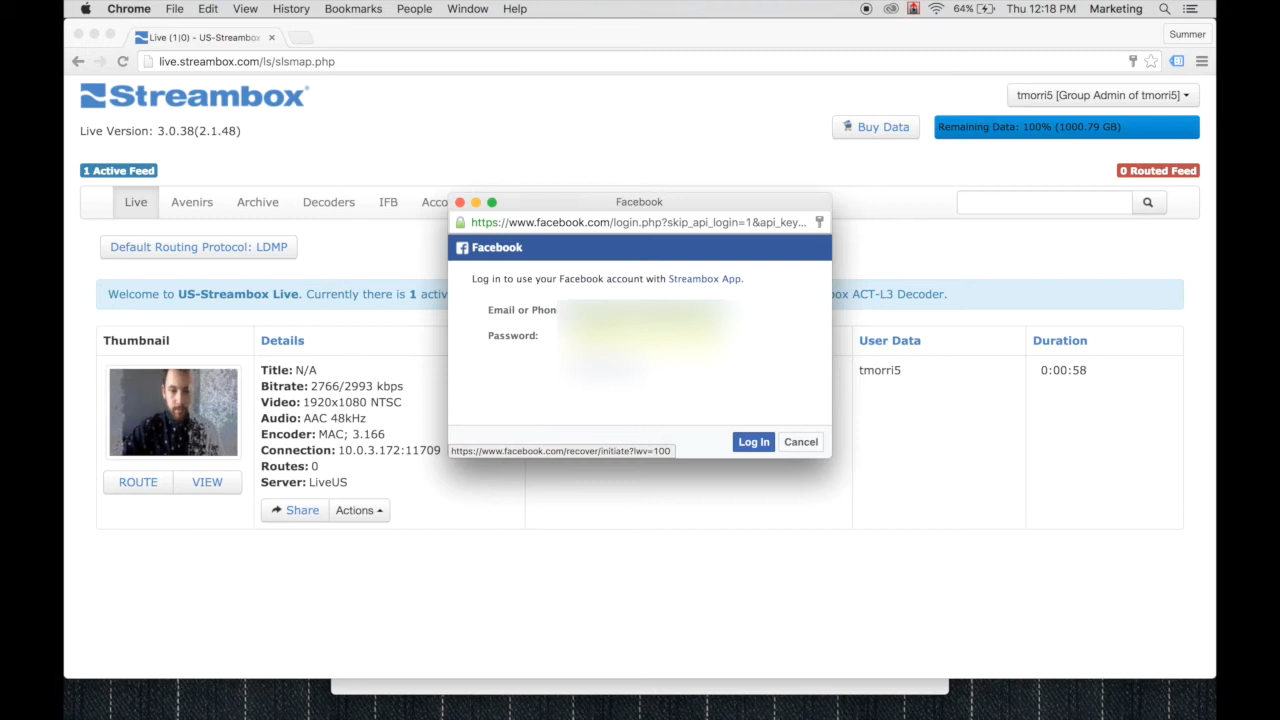 Chrome File Edit View History Bookmarks People Window Help 64% Thu 12:18 PM Marketing
Live (1|0) - US-Streambox Summer
live.streambox.com/ls/slsmap.php
Streambox
tmorri5 [Group Admin of tmorri5]
Live Version: 3.0.38(2.1.48)
Buy Data
Remaining Data: 100% (1000.79 GB)
1 Active Feed
0 Routed Feed
Live Avenirs Archive Decoders IFB Acco
Default Routing Protocol: LDMP
Welcome to US-Streambox Live. Currently there is 1 activ
ox ACT-L3 Decoder.
Facebook
https://www.facebook.com/login.php?skip_api_login=1&api_key...
Facebook
Log in to use your Facebook account with Streambox App.
Email or Phon
Password:
Log In Cancel
https://www.facebook.com/recover/initiate?lwv=100
Thumbnail Details User Data Duration
Title: N/A
Bitrate: 2766/2993 kbps
Video: 1920x1080 NTSC
Audio: AAC 48kHz
Encoder: MAC; 3.166
Connection: 10.0.3.172:11709
Routes: 0
Server: LiveUS
ROUTE VIEW
Share Actions
tmorri5
0:00:58